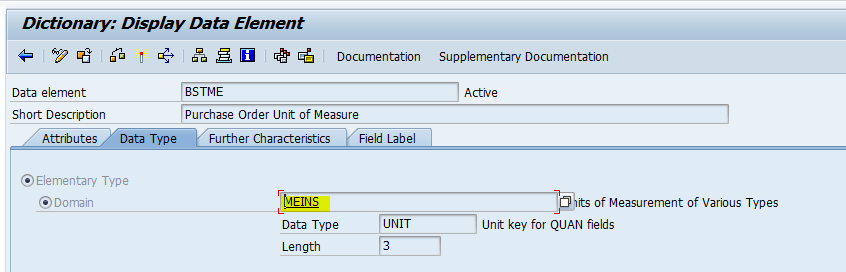 Dictionary: Display Data Element
Documentation Supplementary Documentation
Data element BSTME Active
Short Description Purchase Order Unit of Measure
Attributes Data Type Further Characteristics Field Label
Elementary Type
Domain MEINS nits of Measurement of Various Types
Data Type UNIT Unit key for QUAN fields
Length 3